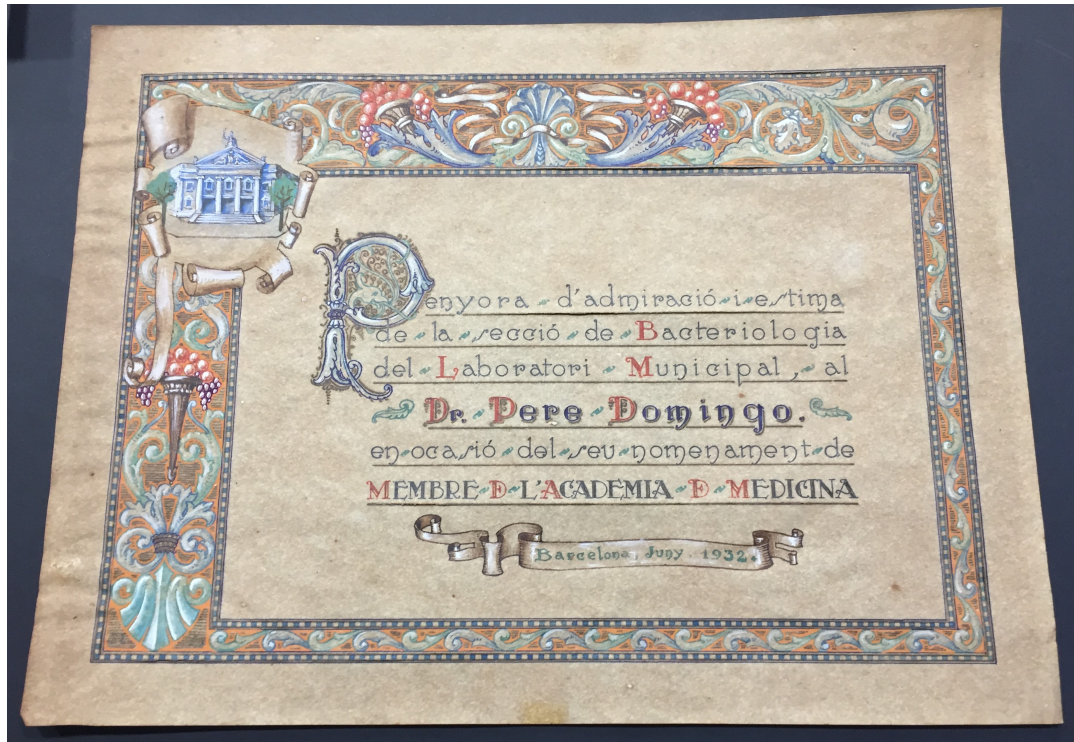 Penyora d'admiració i estima
de la secció de Bacteriologia
del Laboratori Municipal, al
Dr. Pere Domingo.
en ocasió del seu nomenament de
MEMBRE D L'ACADEMIA D MEDICINA
Barcelona, Juny 1932.